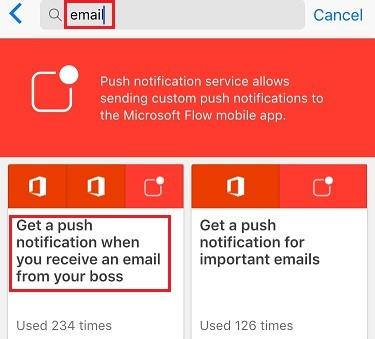 email
Cancel
Push notification service allows
sending custom push notifications to
the Microsoft Flow mobile app.
Get a push
notification when
you receive an email
from your boss
Used 234 times
Get a push
notification for
important emails
Used 126 times